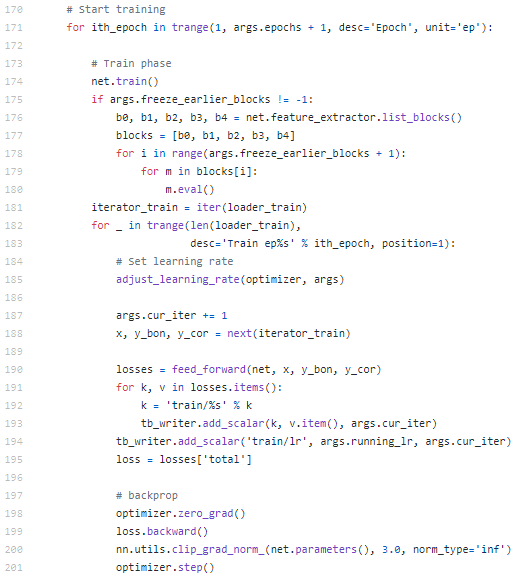 170 # Start training
171 for ith_epoch in trange(1, args.epochs + 1, desc='Epoch', unit='ep'):
172
173 # Train phase
174 net.train()
175 if args.freeze_earlier_blocks != -1:
176 b0, b1, b2, b3, b4 = net.feature_extractor.list_blocks()
177 blocks = [b0, b1, b2, b3, b4]
178 for i in range(args.freeze_earlier_blocks + 1):
179 for m in blocks[i]:
180 m.eval()
181 iterator_train = iter(loader_train)
182 for _ in trange(len(loader_train),
183 desc='Train ep%s' % ith_epoch, position=1):
184 # Set learning rate
185 adjust_learning_rate(optimizer, args)
186
187 args.cur_iter += 1
188 x, y_bon, y_cor = next(iterator_train)
189
190 losses = feed_forward(net, x, y_bon, y_cor)
191 for k, v in losses.items():
192 k = 'train/%s' % k
193 tb_writer.add_scalar(k, v.item(), args.cur_iter)
194 tb_writer.add_scalar('train/lr', args.running_lr, args.cur_iter)
195 loss = losses['total']
196
197 # backprop
198 optimizer.zero_grad()
199 loss.backward()
200 nn.utils.clip_grad_norm_(net.parameters(), 3.0, norm_type='inf')
201 optimizer.step()